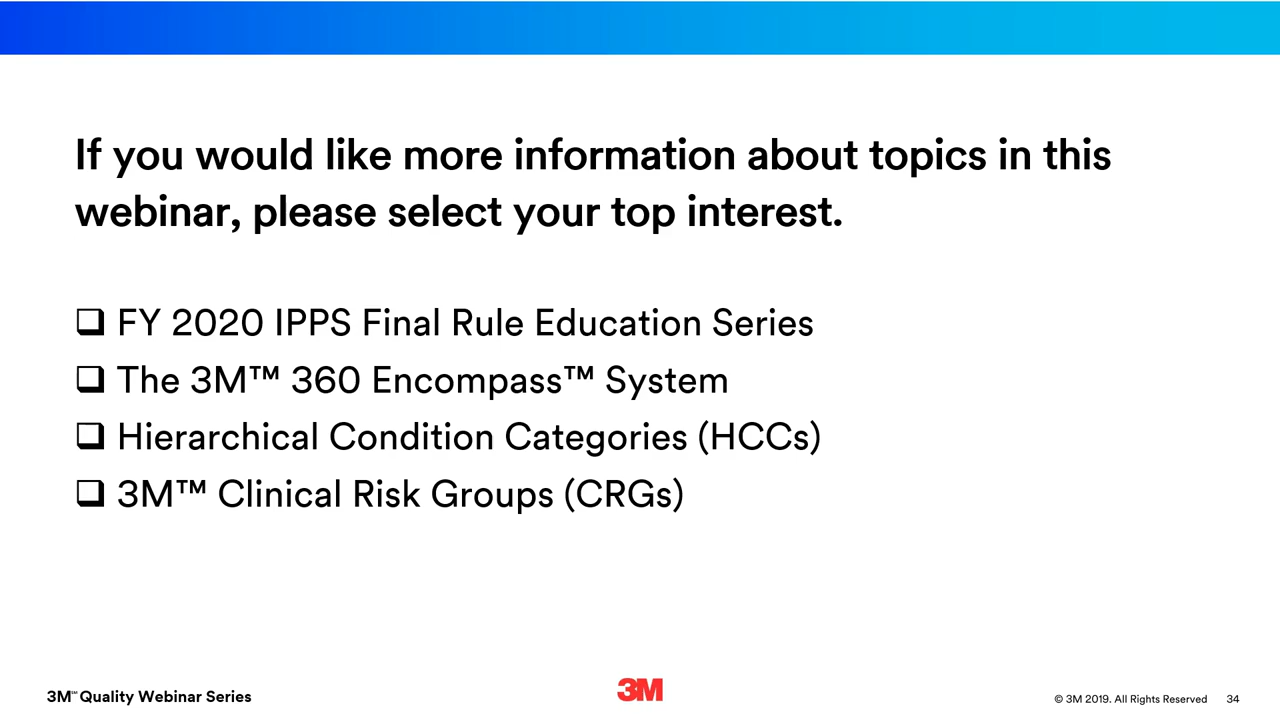 If you would like more information about topics in this
webinar, please select your top interest.
❑ FY 2020 IPPS Final Rule Education Series
❑ The 3M™ 360 Encompass™ System
❑ Hierarchical Condition Categories (HCCs)
❑ 3M™ Clinical Risk Groups (CRGs)
3M℠ Quality Webinar Series
3M
© 3M 2019. All Rights Reserved 34